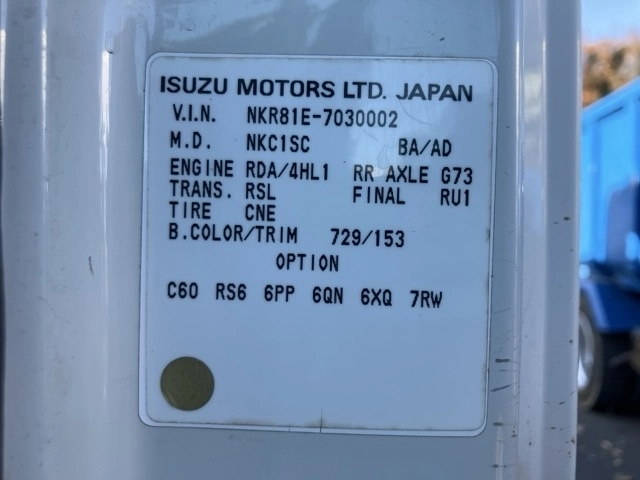 ISUZU MOTORS LTD. JAPAN
V.I.N. NKR81E-7030002
M.D. NKC1SC BA/AD
ENGINE RDA/4HL1 RR AXLE G73
TRANS. RSL FINAL RU1
TIRE CNE
B.COLOR/TRIM 729/153
OPTION
C60 RS6 6PP 6QN 6XQ 7RW